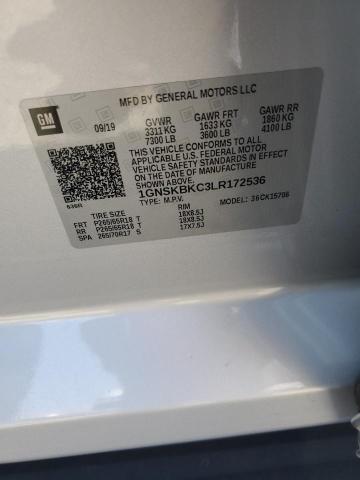 GM
MFD BY GENERAL MOTORS LLC
09/19 GVWR GAWR FRT GAWR RR
3311 KG 1633 KG 1860 KG
7300 LB 3600 LB 4100 LB
THIS VEHICLE CONFORMS TO ALL
APPLICABLE U.S. FEDERAL MOTOR
VEHICLE SAFETY STANDARDS IN EFFECT ON
THE DATE OF MANUFACTURE SHOWN ABOVE.
1GNSKBKC3LR172536
TYPE: M.P.V. MODEL: 36CK15706
TIRE SIZE RIM
FRT P265/65R18 T 18X8.5J
RR P265/65R18 T 18X8.5J
SPA 265/70R17 S 17X7.5J